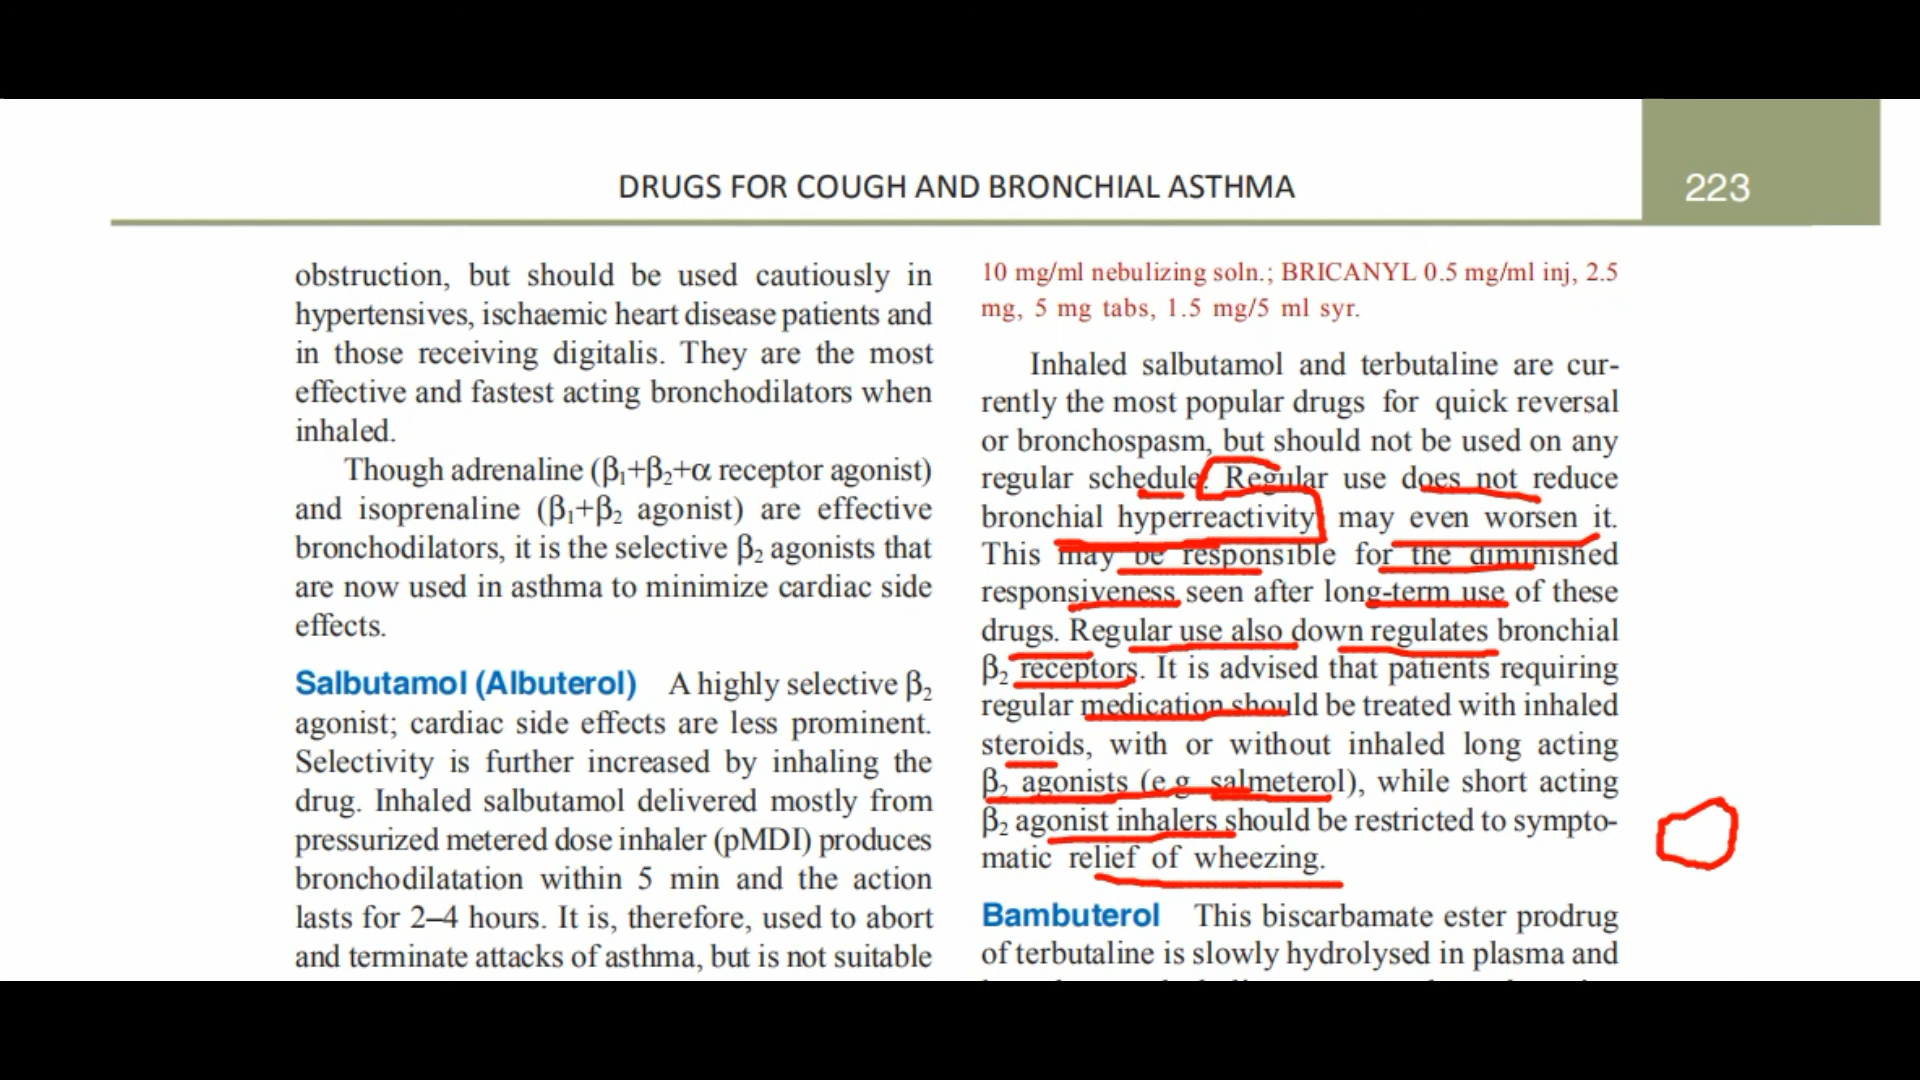 DRUGS FOR COUGH AND BRONCHIAL ASTHMA
223
obstruction, but should be used cautiously in
hypertensives, ischaemic heart disease patients and
in those receiving digitalis. They are the most
effective and fastest acting bronchodilators when
inhaled.
Though adrenaline (β₁+β₂+α receptor agonist)
and isoprenaline (β₁+β₂ agonist) are effective
bronchodilators, it is the selective β₂ agonists that
are now used in asthma to minimize cardiac side
effects.
Salbutamol (Albuterol) A highly selective β₂
agonist; cardiac side effects are less prominent.
Selectivity is further increased by inhaling the
drug. Inhaled salbutamol delivered mostly from
pressurized metered dose inhaler (pMDI) produces
bronchodilatation within 5 min and the action
lasts for 2–4 hours. It is, therefore, used to abort
and terminate attacks of asthma, but is not suitable
10 mg/ml nebulizing soln.; BRICANYL 0.5 mg/ml inj, 2.5
mg, 5 mg tabs, 1.5 mg/5 ml syr.
Inhaled salbutamol and terbutaline are cur-
rently the most popular drugs for quick reversal
or bronchospasm, but should not be used on any
regular schedule. Regular use does not reduce
bronchial hyperreactivity may even worsen it.
This may be responsible for the diminished
responsiveness seen after long-term use of these
drugs. Regular use also down regulates bronchial
β₂ receptors. It is advised that patients requiring
regular medication should be treated with inhaled
steroids, with or without inhaled long acting
β₂ agonists (e.g. salmeterol), while short acting
β₂ agonist inhalers should be restricted to sympto-
matic relief of wheezing.
Bambuterol This biscarbamate ester prodrug
of terbutaline is slowly hydrolysed in plasma and